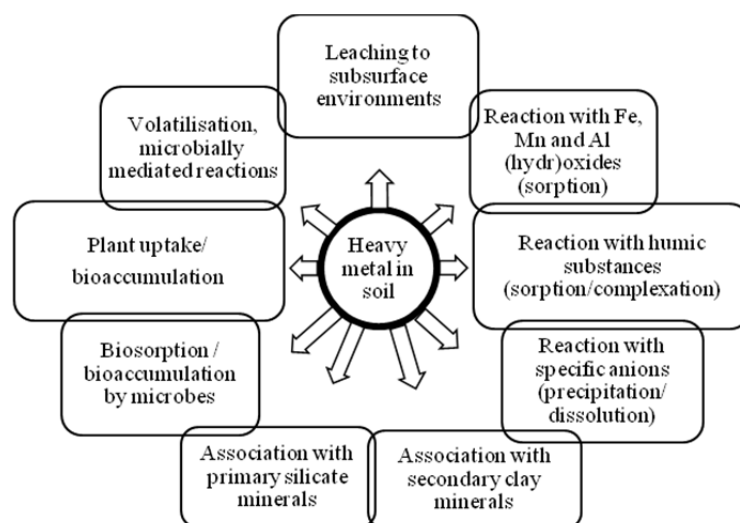 Leaching to
subsurface
environments
Reaction with Fe,
Mn and Al
(hydr)oxides
(sorption)
Reaction with humic
substances
(sorption/complexation)
Reaction with
specific anions
(precipitation/
dissolution)
Association with
secondary clay
minerals
Association with
primary silicate
minerals
Biosorption /
bioaccumulation
by microbes
Plant uptake/
bioaccumulation
Volatilisation,
microbially
mediated reactions
Heavy
metal in
soil